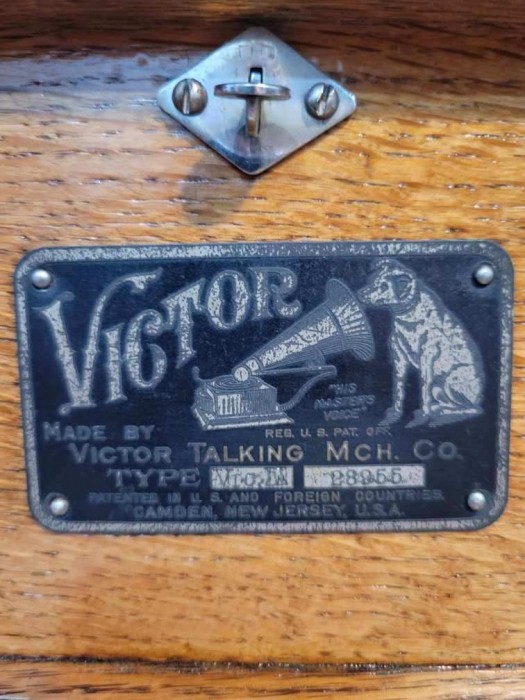 VICTOR
"HIS
MASTER'S
VOICE"
REG. U.S. PAT. OFF.
MADE BY
VICTOR TALKING MCH. CO.
TYPE 28955
PATENTED IN U.S. AND FOREIGN COUNTRIES.
CAMDEN, NEW JERSEY, U.S.A.